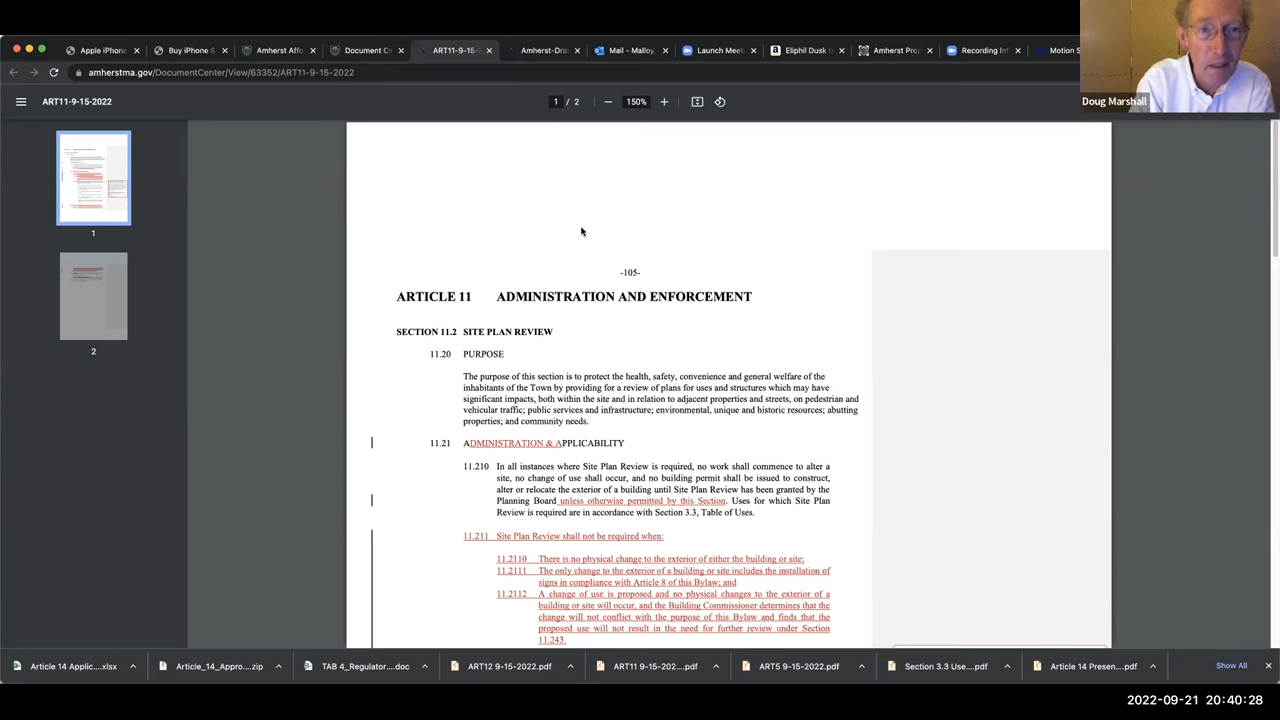 Apple iPhone
Buy iPhone S
Amherst Affo
Document C
ART11-9-15-
Amherst-Dra
Mail – Malloy,
Launch Meet
Eliphil Dusk to
Amherst Prop
Recording Inf
Motion S
amherstma.gov/DocumentCenter/View/63352/ART11-9-15-2022
ART11-9-15-2022
1 / 2
150%
Doug Marshall
1
2
-105-
ARTICLE 11 ADMINISTRATION AND ENFORCEMENT
SECTION 11.2 SITE PLAN REVIEW
11.20 PURPOSE
The purpose of this section is to protect the health, safety, convenience and general welfare of the
inhabitants of the Town by providing for a review of plans for uses and structures which may have
significant impacts, both within the site and in relation to adjacent properties and streets, on pedestrian and
vehicular traffic; public services and infrastructure; environmental, unique and historic resources; abutting
properties; and community needs.
11.21 ADMINISTRATION & APPLICABILITY
11.210 In all instances where Site Plan Review is required, no work shall commence to alter a
site, no change of use shall occur, and no building permit shall be issued to construct,
alter or relocate the exterior of a building until Site Plan Review has been granted by the
Planning Board unless otherwise permitted by this Section. Uses for which Site Plan
Review is required are in accordance with Section 3.3, Table of Uses.
11.211 Site Plan Review shall not be required when:
11.2110 There is no physical change to the exterior of either the building or site;
11.2111 The only change to the exterior of a building or site includes the installation of
signs in compliance with Article 8 of this Bylaw; and
11.2112 A change of use is proposed and no physical changes to the exterior of a
building or site will occur, and the Building Commissioner determines that the
change will not conflict with the purpose of this Bylaw and finds that the
proposed use will not result in the need for further review under Section
11.243.
Article 14 Applic....xlsx
Article_14_Appro....zip
TAB 4_Regulator....doc
ART12 9-15-2022.pdf
ART11 9-15-202....pdf
ART5 9-15-2022.pdf
Section 3.3 Use....pdf
Article 14 Presen....pdf
Show All
2022-09-21 20:40:28